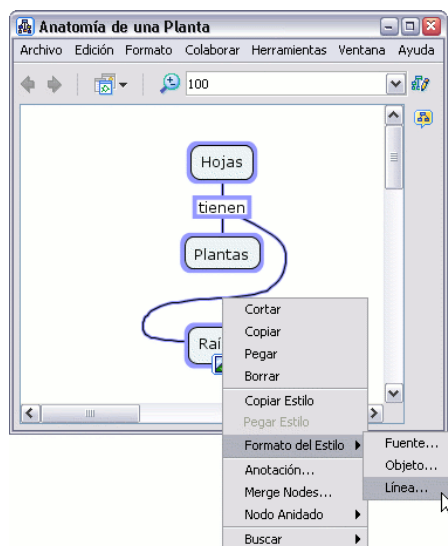 Anatomía de una Planta
Archivo Edición Formato Colaborar Herramientas Ventana Ayuda
100
Hojas
tienen
Plantas
Raí
Cortar
Copiar
Pegar
Borrar
Copiar Estilo
Pegar Estilo
Formato del Estilo
Fuente...
Objeto...
Línea...
Anotación...
Merge Nodes...
Nodo Anidado
Buscar